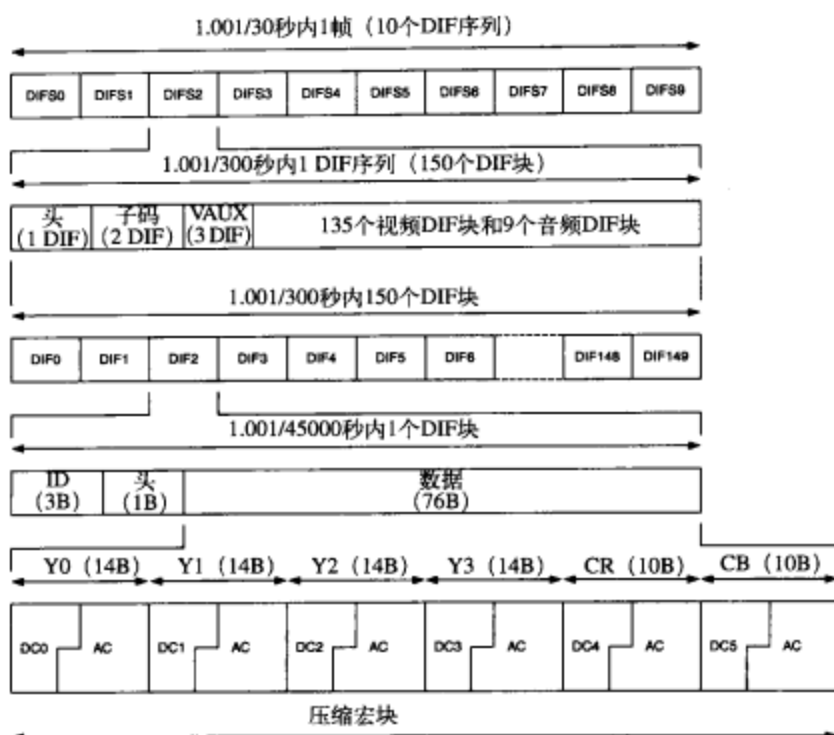 1.001/30秒内1帧（10个DIF序列）
DIFS0 DIFS1 DIFS2 DIFS3 DIFS4 DIFS5 DIFS6 DIFS7 DIFS8 DIFS9
1.001/300秒内1 DIF序列（150个DIF块）
头 子码 VAUX
(1 DIF) (2 DIF) (3 DIF) 135个视频DIF块和9个音频DIF块
1.001/300秒内150个DIF块
DIF0 DIF1 DIF2 DIF3 DIF4 DIF5 DIF6 DIF148 DIF149
1.001/45000秒内1个DIF块
ID 头 数据
(3B) (1B) (76B)
Y0（14B） Y1（14B） Y2（14B） Y3（14B） CR（10B） CB（10B）
DC0 AC DC1 AC DC2 AC DC3 AC DC4 AC DC5 AC
压缩宏块